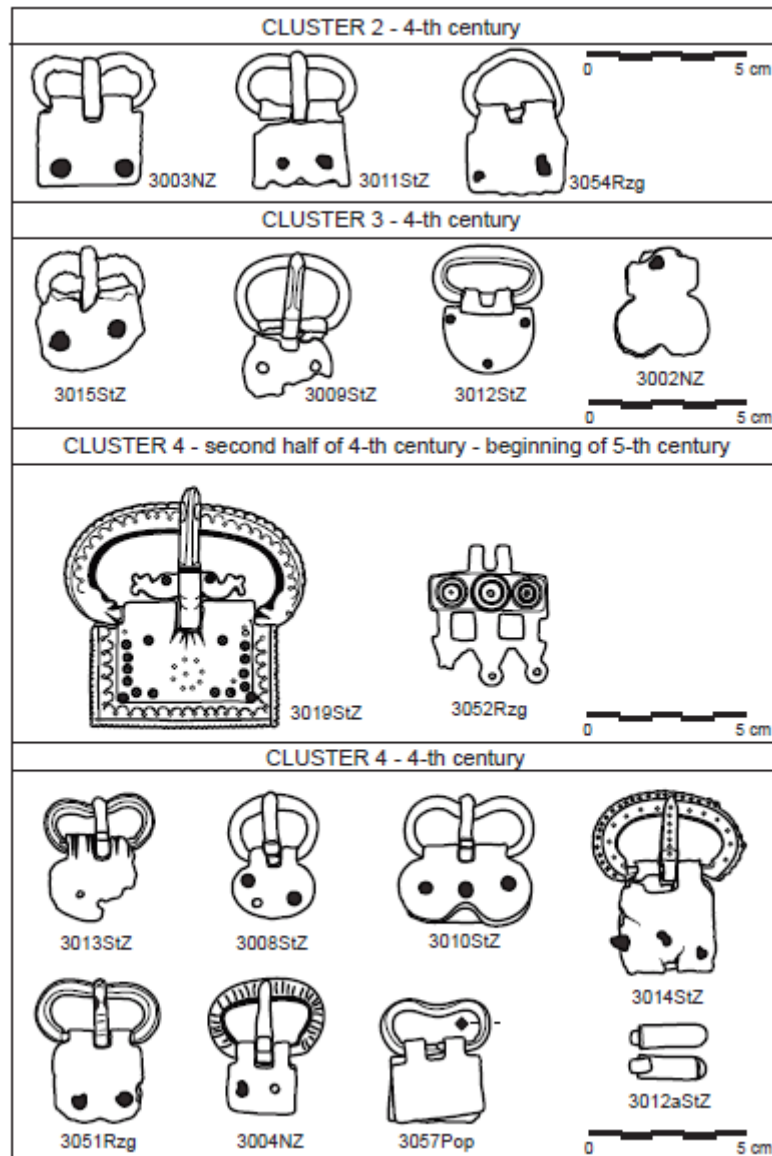 CLUSTER 2 - 4-th century
0 5 cm
3003NZ 3011StZ 3054Rzg
CLUSTER 3 - 4-th century
3015StZ 3009StZ 3012StZ 3002NZ
0 5 cm
CLUSTER 4 - second half of 4-th century - beginning of 5-th century
3019StZ 3052Rzg
0 5 cm
CLUSTER 4 - 4-th century
3013StZ 3008StZ 3010StZ
3014StZ
3012aStZ
3051Rzg 3004NZ 3057Pop
0 5 cm